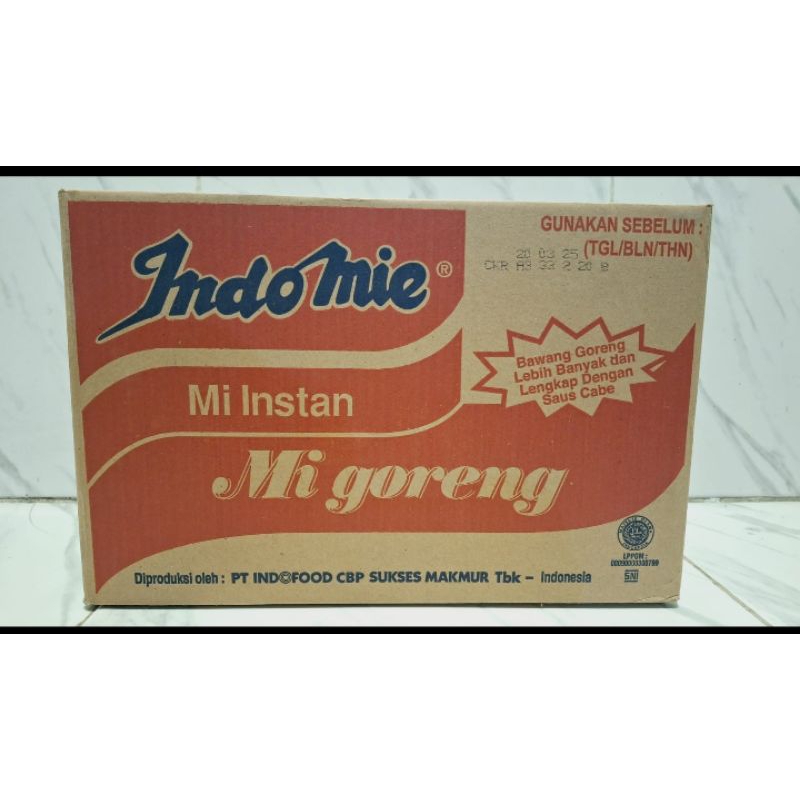 Indomie®
GUNAKAN SEBELUM :
(TGL/BLN/THN)
20 03 25
Bawang Goreng
Lebih Banyak dan
Lengkap Dengan
Saus Cabe
Mi Instan
Mi goreng
LPPOM :
SNI
Diproduksi oleh : PT INDOFOOD CBP SUKSES MAKMUR Tbk – Indonesia